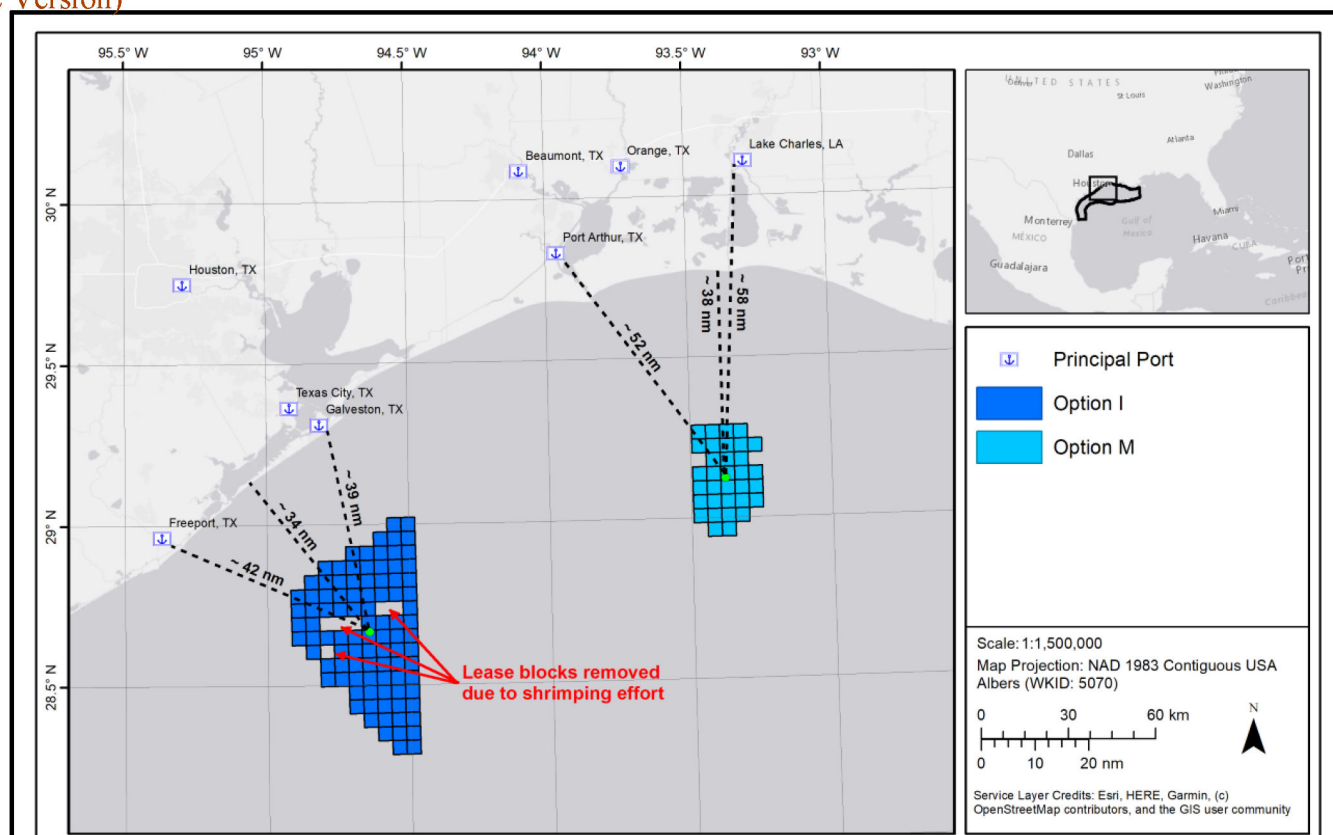 Version)
95.5° W
95° W
94.5° W
94° W
93.5° W
93° W
30° N
29.5° N
29° N
28.5° N
Beaumont, TX
Orange, TX
Lake Charles, LA
Port Arthur, TX
Houston, TX
Texas City, TX
Galveston, TX
Freeport, TX
~ 38 nm
~ 58 nm
~ 52 nm
~ 39 nm
~ 34 nm
~ 42 nm
Lease blocks removed
due to shrimping effort
UNITED STATES
Denver
St Louis
Washington
Atlanta
Dallas
Houston
Monterrey
MÉXICO
Gulf of
Mexico
Miami
Havana
CUBA
Guadalajara
Caribbean
Principal Port
Option I
Option M
Scale: 1:1,500,000
Map Projection: NAD 1983 Contiguous USA
Albers (WKID: 5070)
0 30 60 km
0 10 20 nm
N
Service Layer Credits: Esri, HERE, Garmin, (c)
OpenStreetMap contributors, and the GIS user community